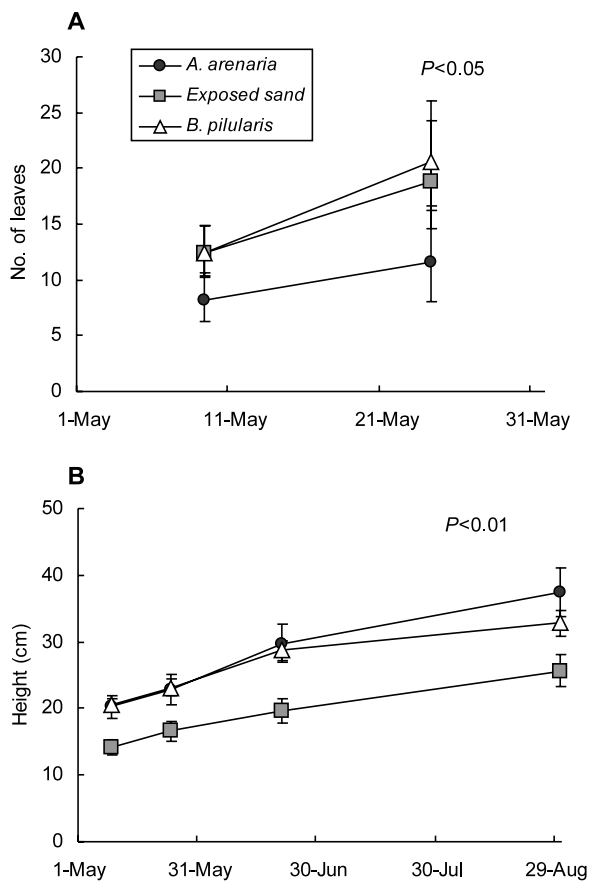 A
30
25
20
15
10
5
0
No. of leaves
A. arenaria
Exposed sand
B. pilularis
P<0.05
1-May 11-May 21-May 31-May
B
50
40
30
20
10
0
Height (cm)
P<0.01
1-May 31-May 30-Jun 30-Jul 29-Aug